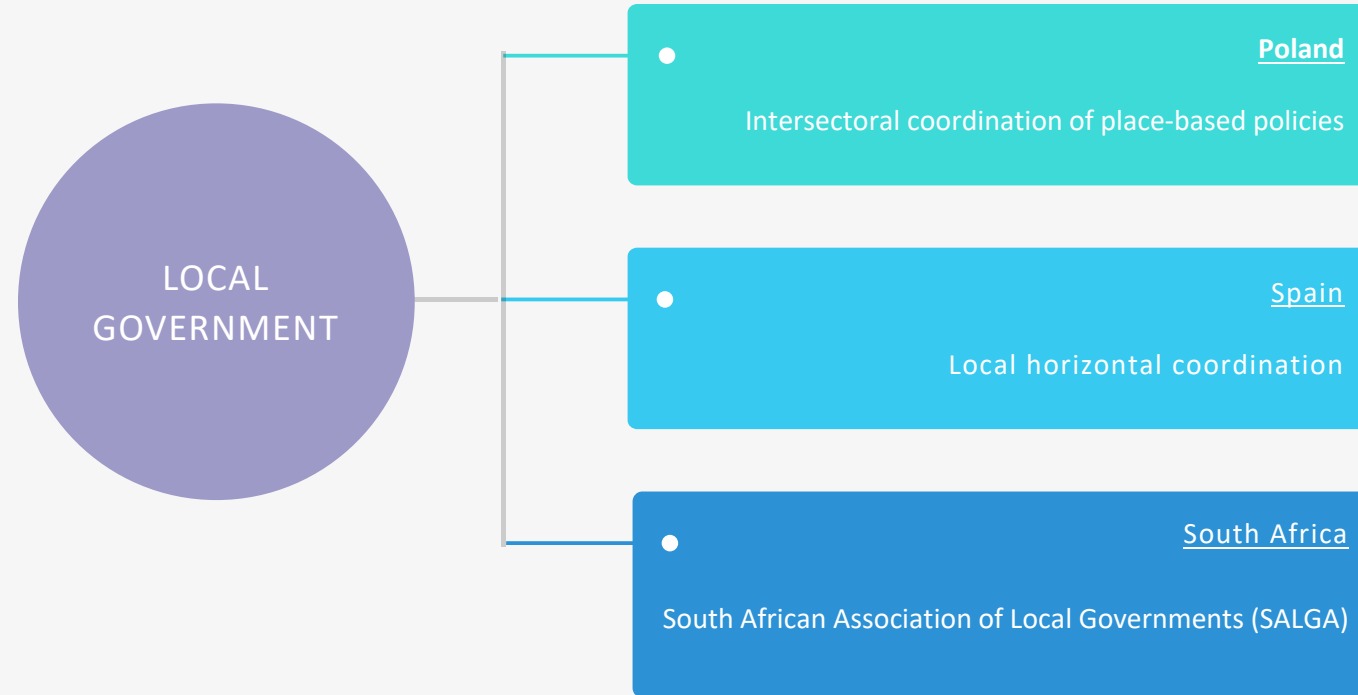 LOCAL
GOVERNMENT
Poland
Intersectoral coordination of place-based policies
Spain
Local horizontal coordination
South Africa
South African Association of Local Governments (SALGA)